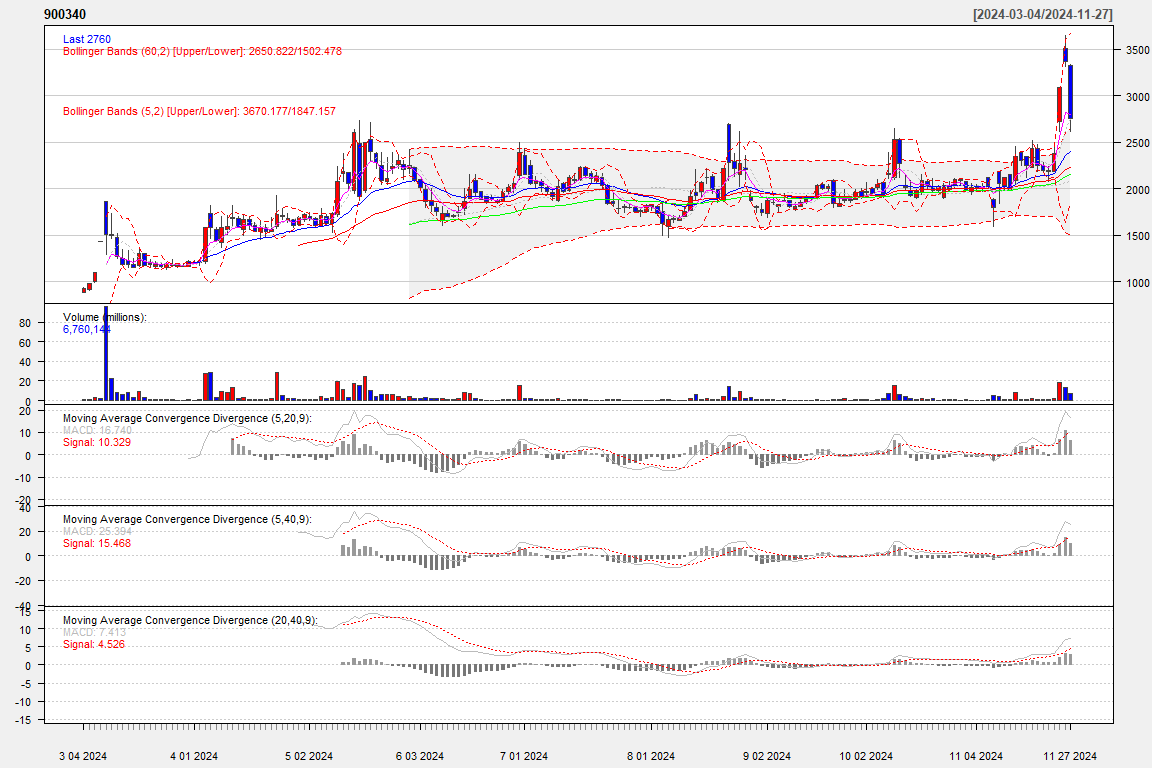 900340 [2024-03-04/2024-11-27]
Last 2760
Bollinger Bands (60,2) [Upper/Lower]: 2650.822/1502.478
Bollinger Bands (5,2) [Upper/Lower]: 3670.177/1847.157
3500
3000
2500
2000
1500
1000
Volume (millions):
6,760,144
80
60
40
20
0
Moving Average Convergence Divergence (5,20,9):
MACD: 16.740
Signal: 10.329
20
10
0
-10
-20
Moving Average Convergence Divergence (5,40,9):
MACD: 25.394
Signal: 15.468
40
20
0
-20
-40
Moving Average Convergence Divergence (20,40,9):
MACD: 7.413
Signal: 4.526
15
10
5
0
-5
-10
-15
3 04 2024 4 01 2024 5 02 2024 6 03 2024 7 01 2024 8 01 2024 9 02 2024 10 02 2024 11 04 2024 11 27 2024